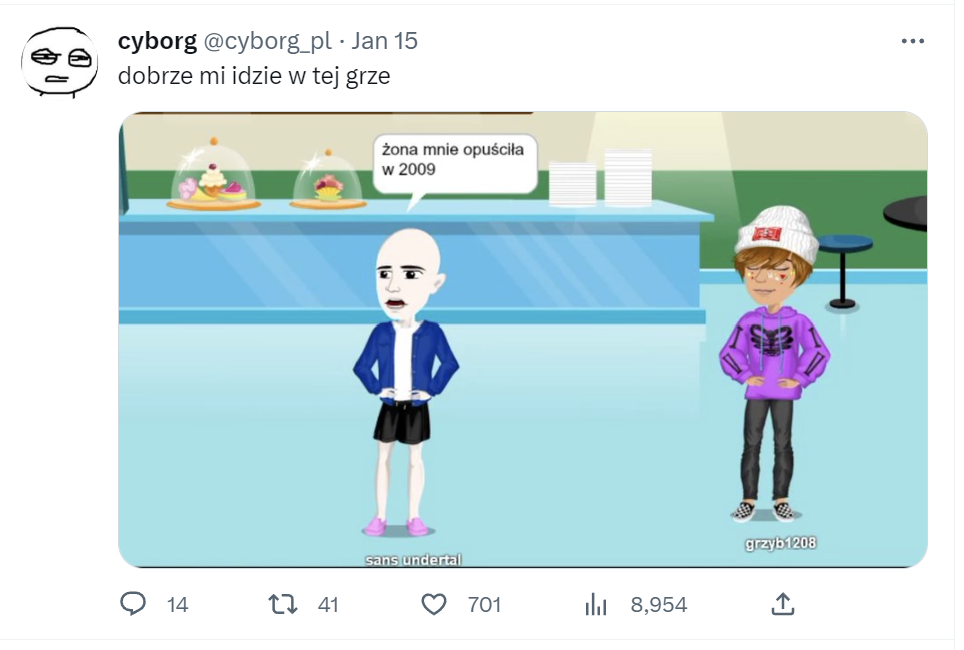 cyborg @cyborg_pl · Jan 15
dobrze mi idzie w tej grze
żona mnie opuściła
w 2009
sans undertal
grzyb1208
14 41 701 8,954